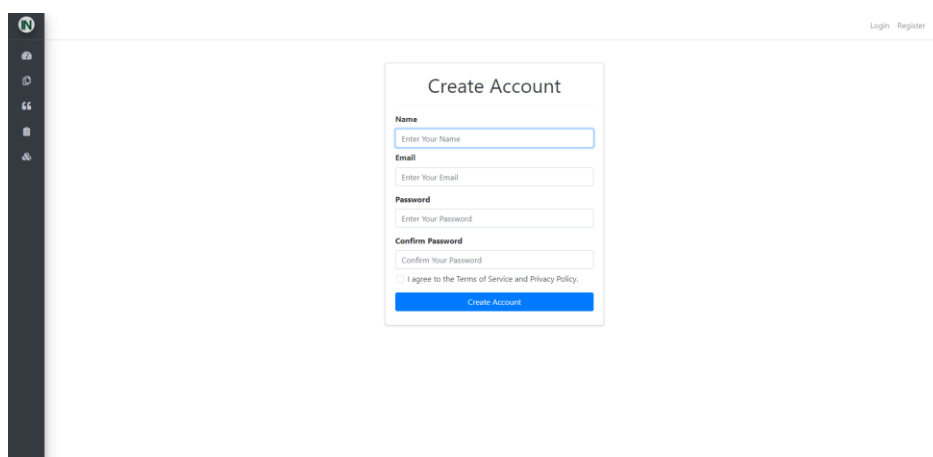 N
Login Register
Create Account
Name
Enter Your Name
Email
Enter Your Email
Password
Enter Your Password
Confirm Password
Confirm Your Password
I agree to the Terms of Service and Privacy Policy.
Create Account